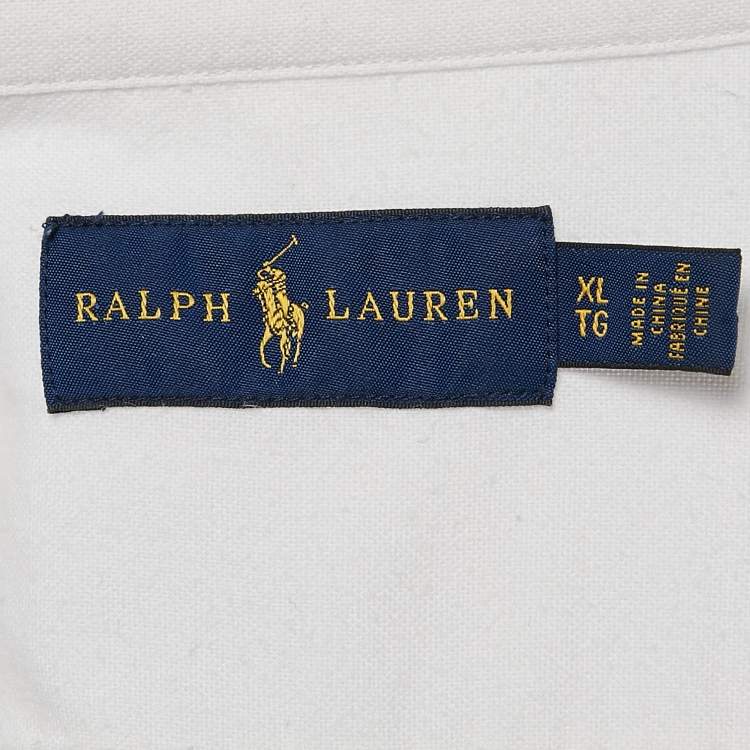 RALPH LAUREN
XL
TG
MADE IN
CHINA
FABRIQUÉ EN
CHINE